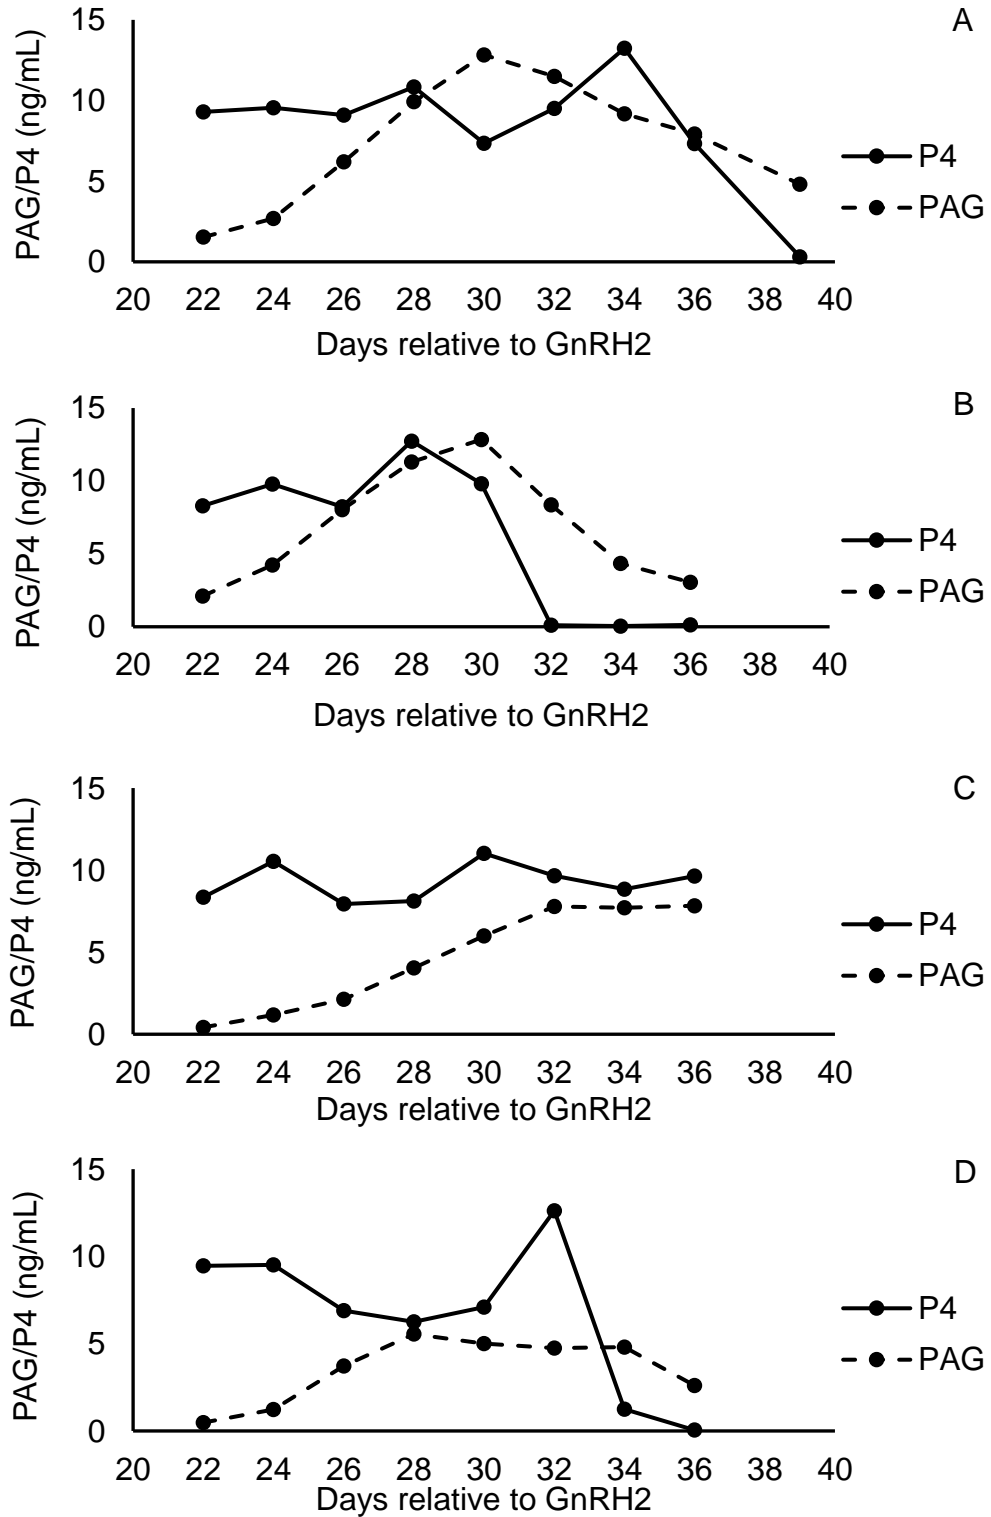 A
15
10
5
0
PAG/P4 (ng/mL)
P4
PAG
20 22 24 26 28 30 32 34 36 38 40
Days relative to GnRH2
B
15
10
5
0
PAG/P4 (ng/mL)
P4
PAG
20 22 24 26 28 30 32 34 36 38 40
Days relative to GnRH2
C
15
10
5
0
PAG/P4 (ng/mL)
P4
PAG
20 22 24 26 28 30 32 34 36 38 40
Days relative to GnRH2
D
15
10
5
0
PAG/P4 (ng/mL)
P4
PAG
20 22 24 26 28 30 32 34 36 38 40
Days relative to GnRH2